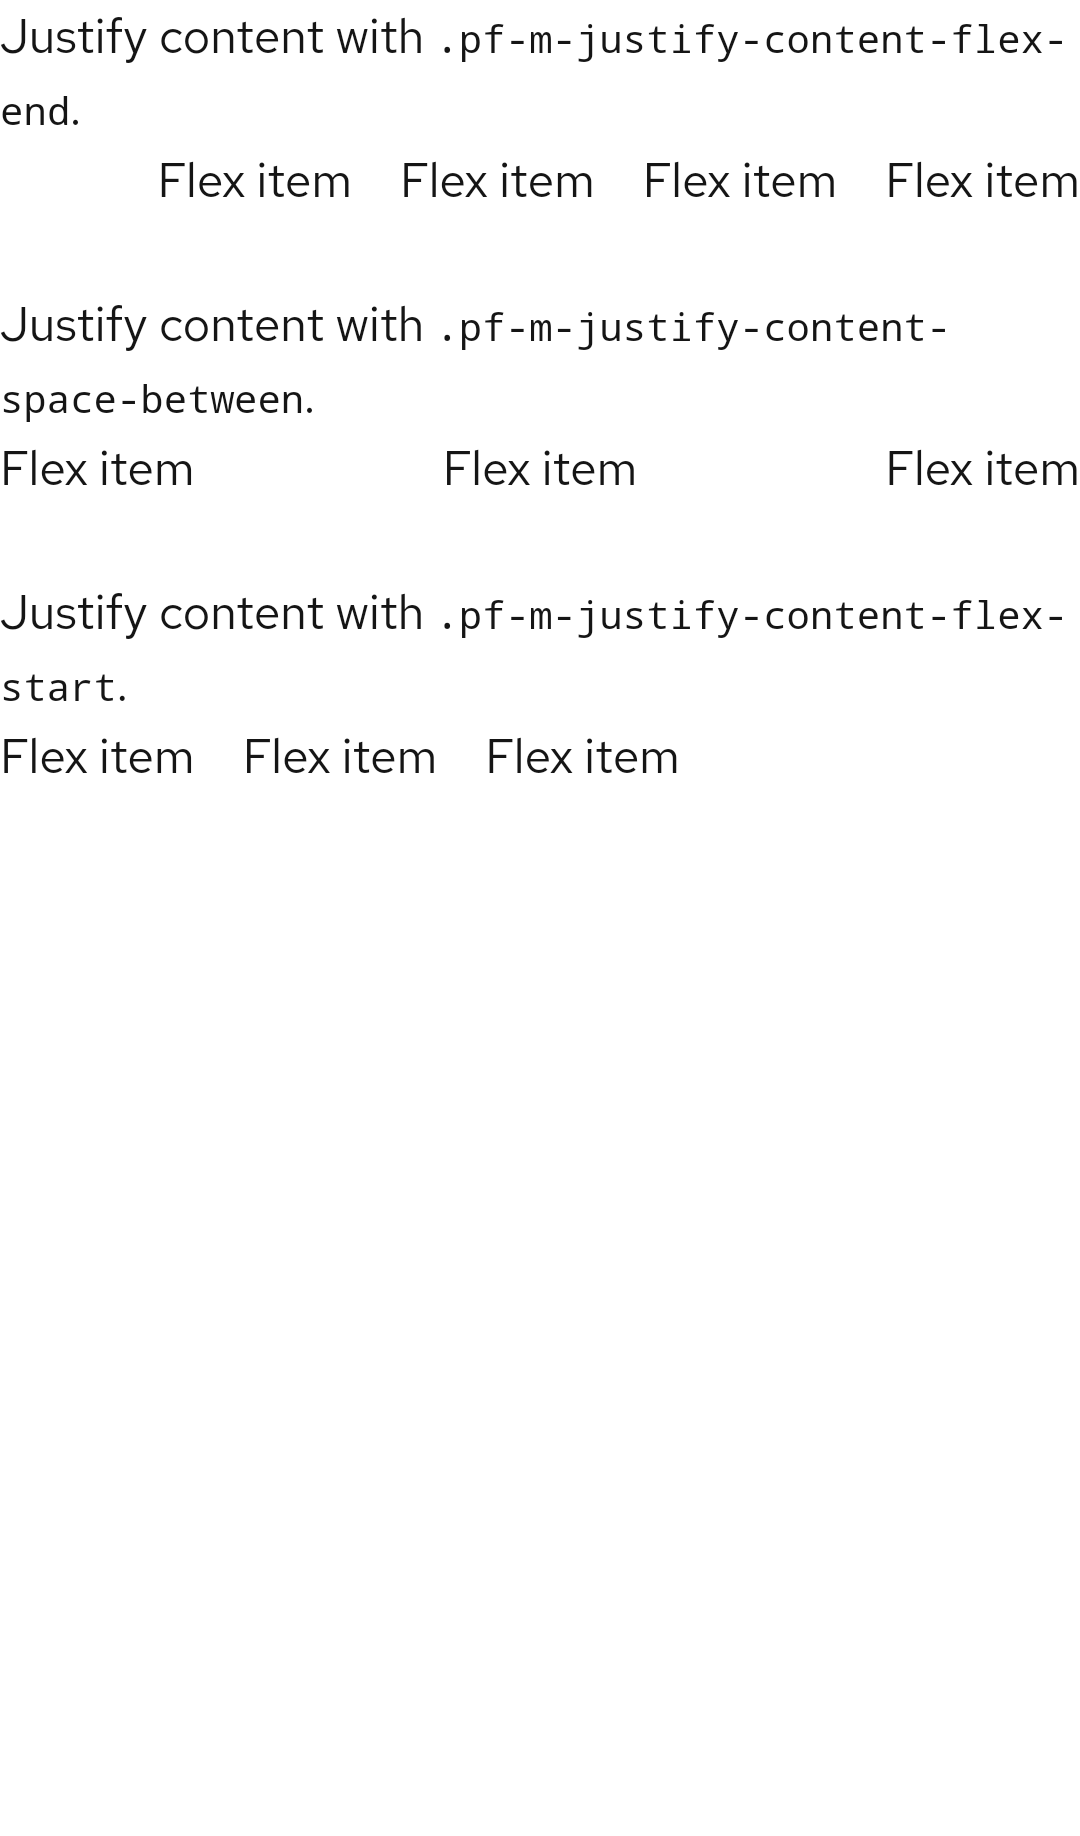 Justify content with .pf-m-justify-content-flex-
end.
Flex item Flex item Flex item Flex item
Justify content with .pf-m-justify-content-
space-between.
Flex item Flex item Flex item
Justify content with .pf-m-justify-content-flex-
start.
Flex item Flex item Flex item